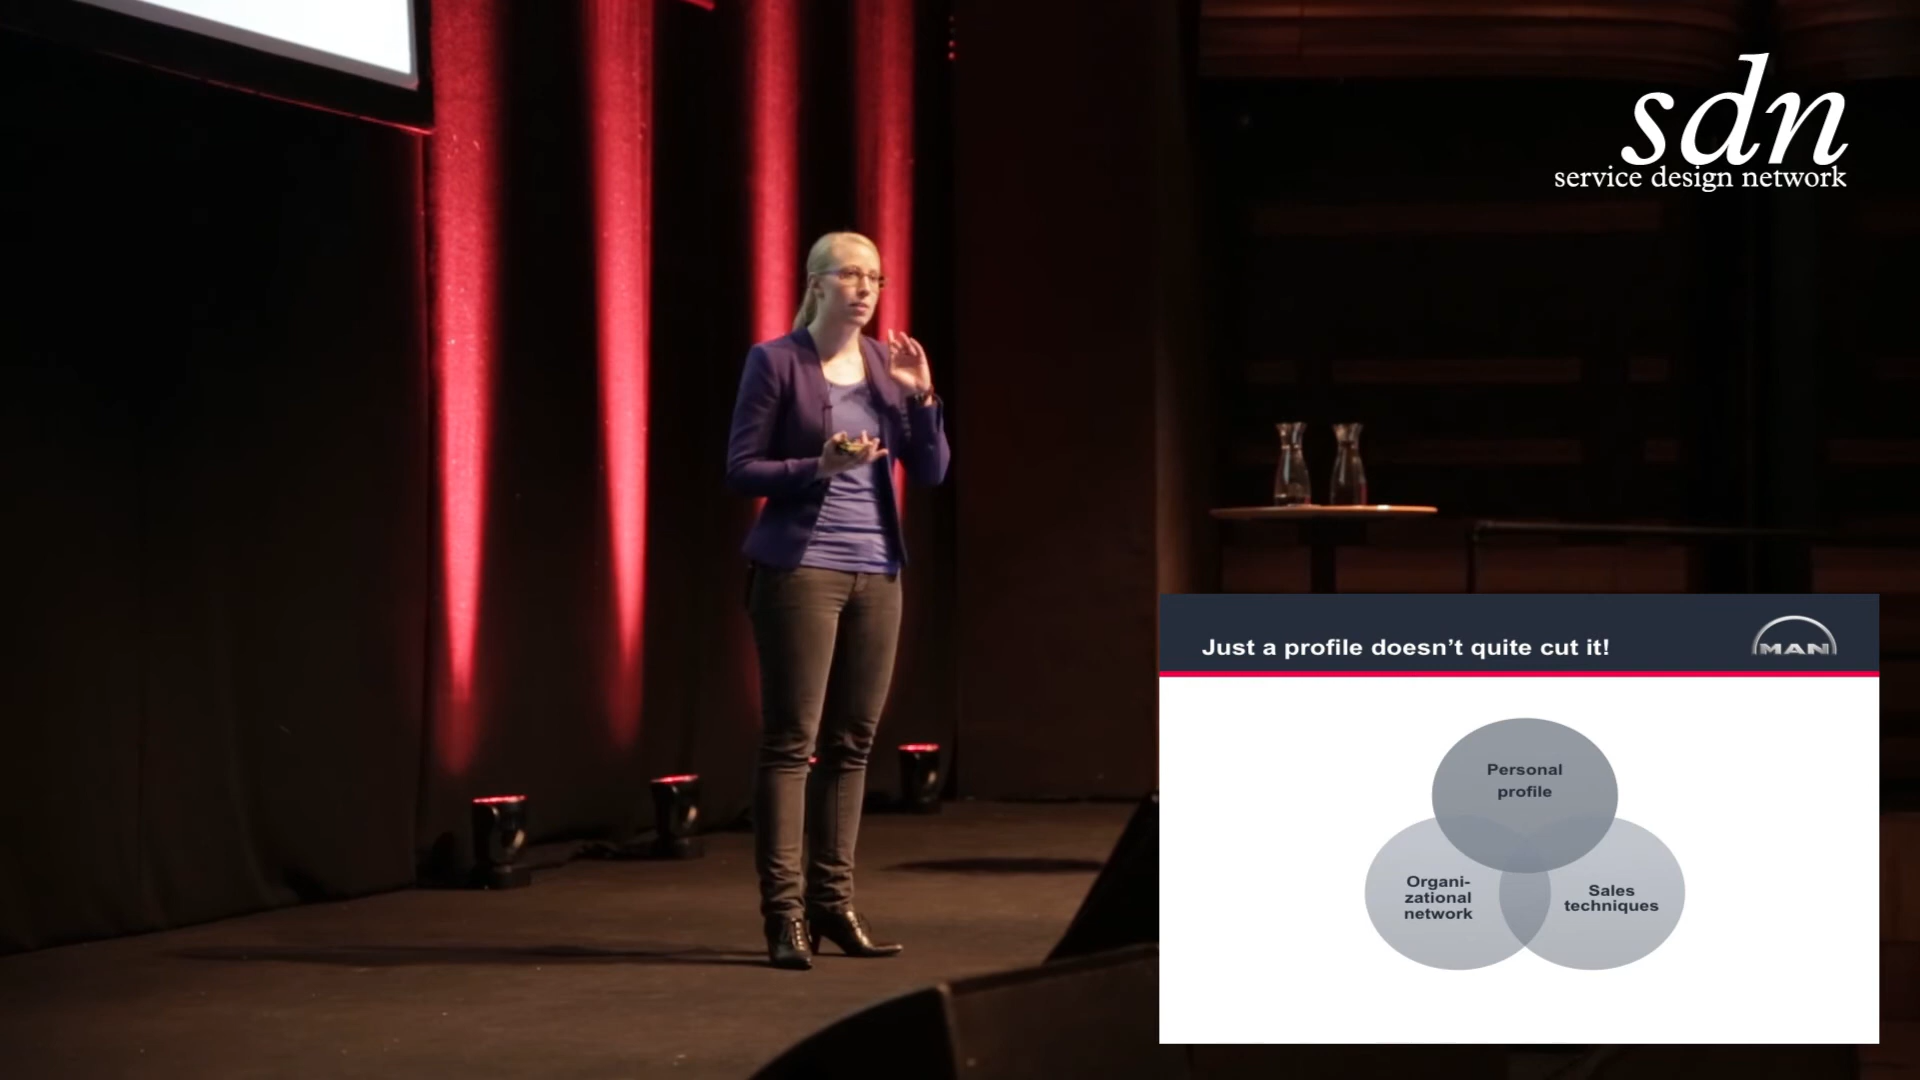 sdn
service design network
Just a profile doesn't quite cut it!
MAN
Personal
profile
Organi-
zational
network
Sales
techniques